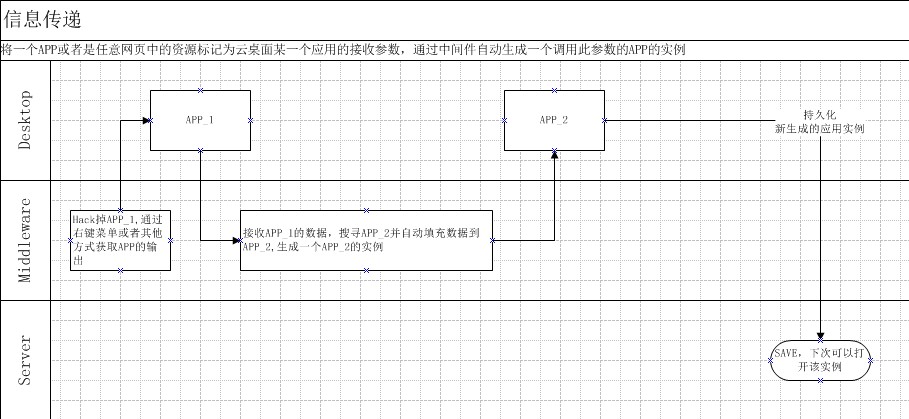 信息传递
将一个APP或者是任意网页中的资源标记为云桌面某一个应用的接收参数，通过中间件自动生成一个调用此参数的APP的实例
Desktop
APP_1
APP_2
持久化
新生成的应用实例
Middleware
Hack掉APP_1,通过
右键菜单或者其他
方式获取APP的输
出
接收APP_1的数据，搜寻APP_2并自动填充数据到
APP_2,生成一个APP_2的实例
Server
SAVE，下次可以打
开该实例